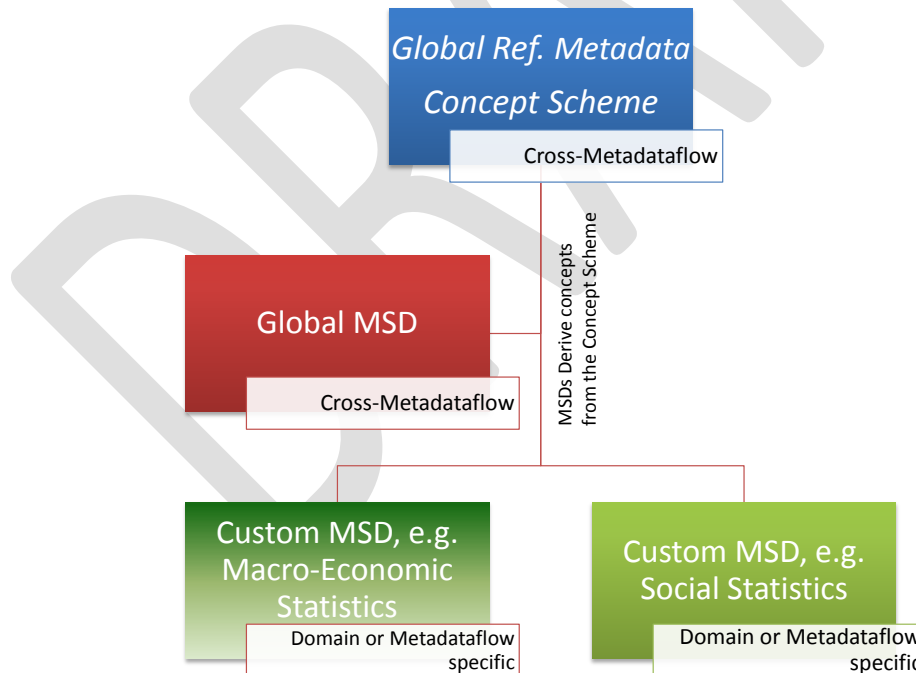 Global Ref. Metadata
Concept Scheme
Cross-Metadataflow
MSDs Derive concepts
from the Concept Scheme
Global MSD
Cross-Metadataflow
Custom MSD, e.g.
Macro-Economic
Statistics
Domain or Metadataflow
specific
Custom MSD, e.g.
Social Statistics
Domain or Metadataflow
specific